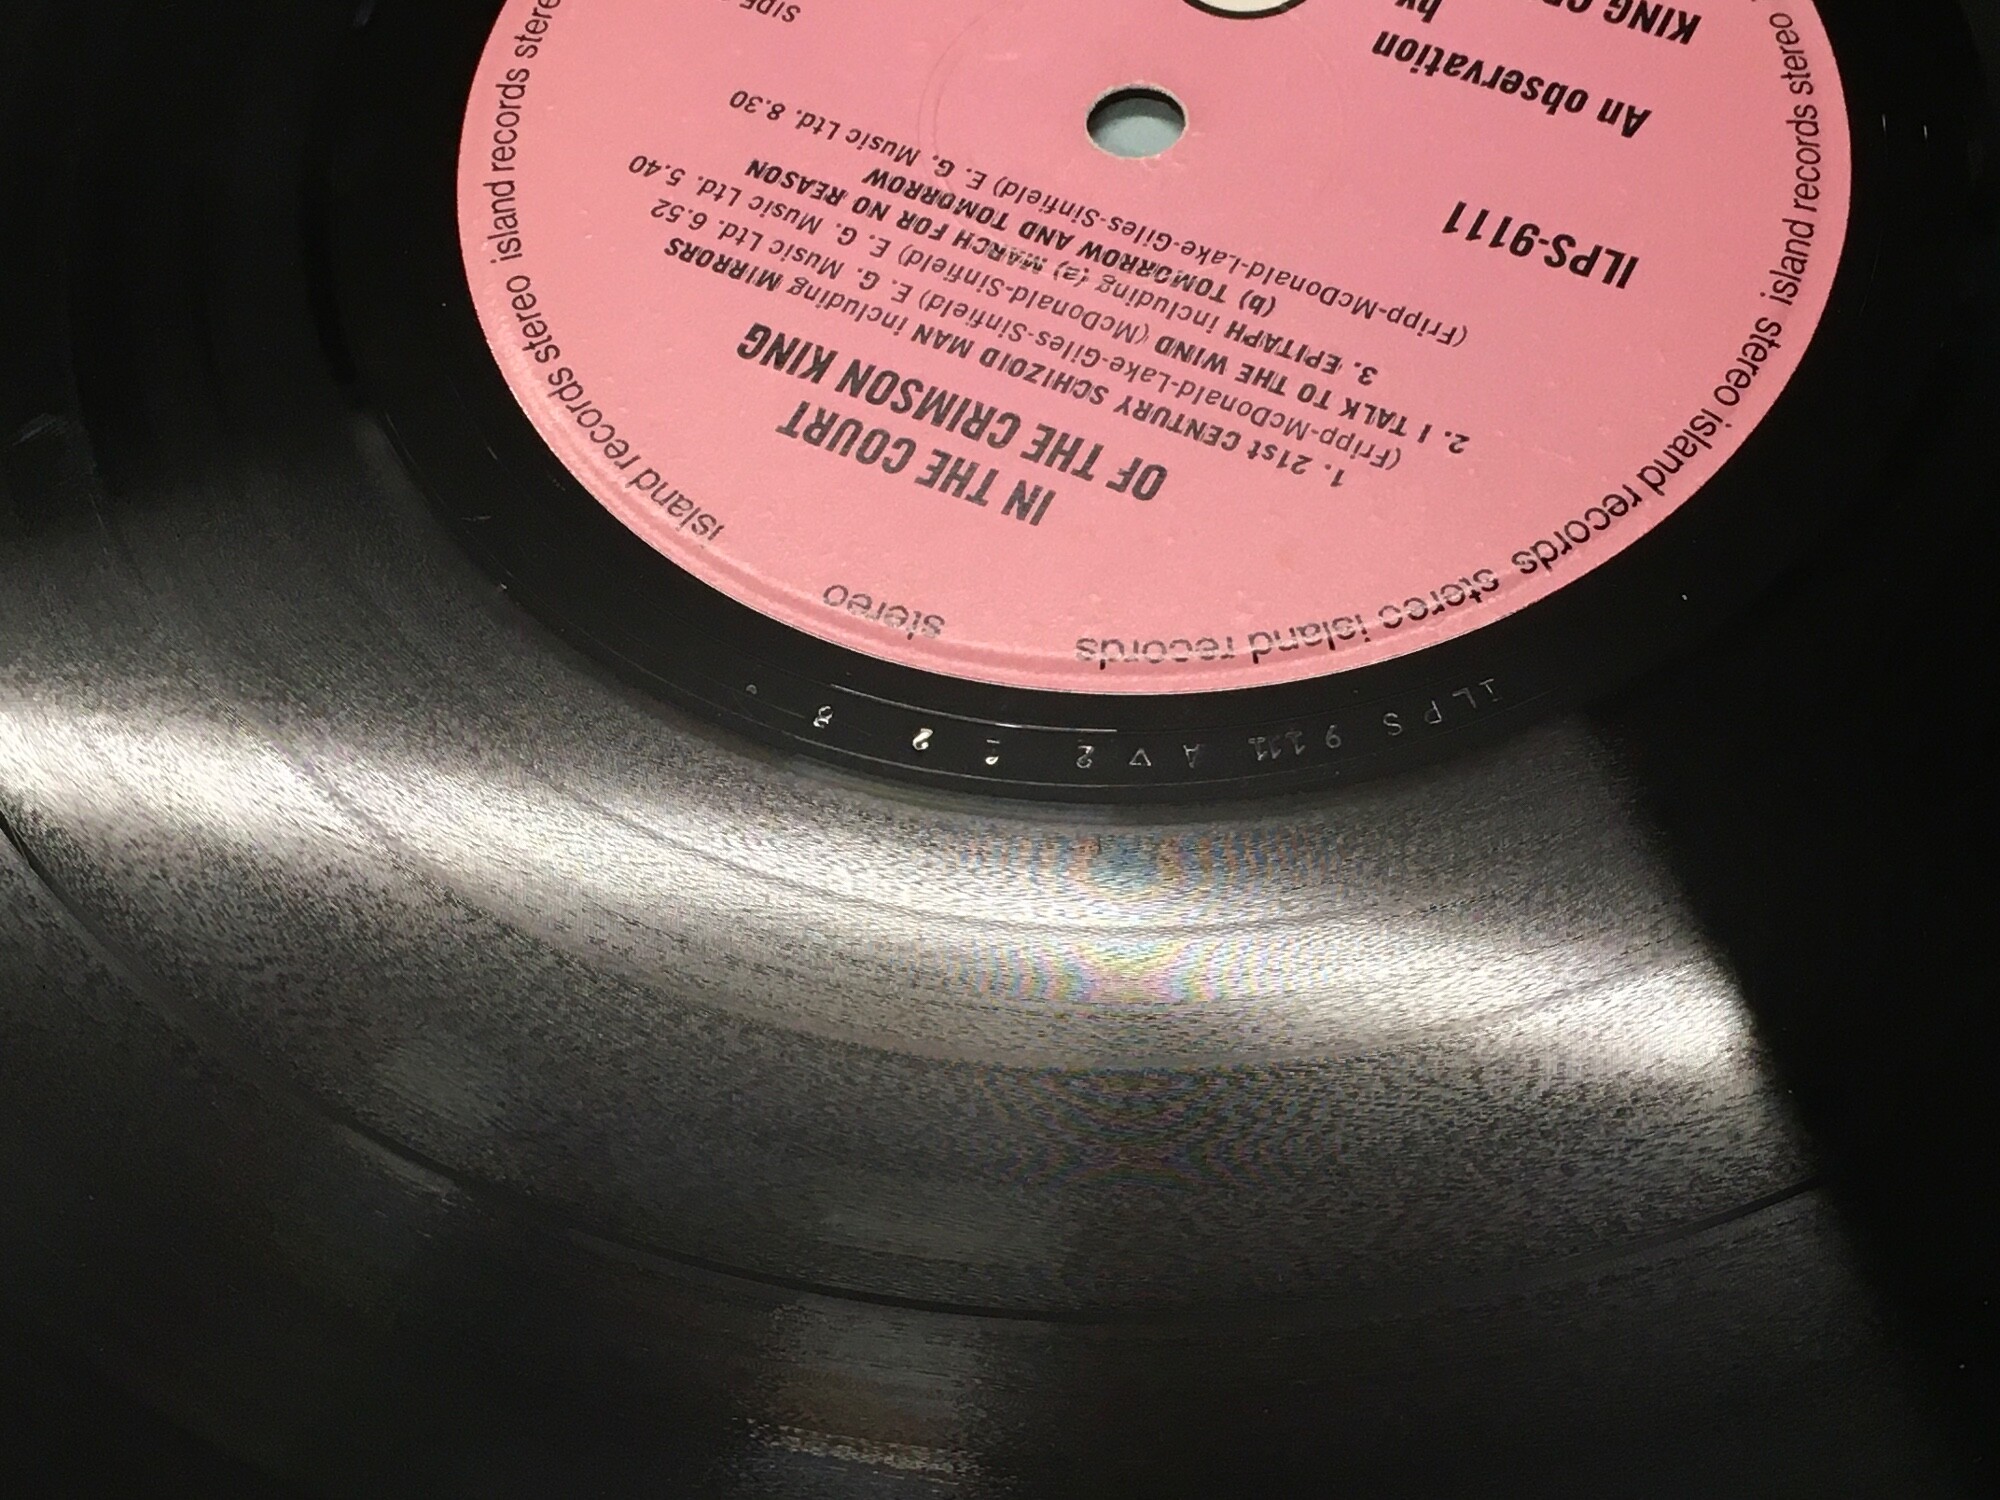 IN THE COURT
OF THE CRIMSON KING
1. 21st CENTURY SCHIZOID MAN including MIRRORS
(Fripp-McDonald-Lake-Giles-Sinfield) E. G. Music Ltd. 6.52
2. I TALK TO THE WIND (McDonald-Sinfield) E. G. Music Ltd. 5.40
3. EPITAPH including (a) MARCH FOR NO REASON
(b) TOMORROW AND TOMORROW
(Fripp-McDonald-Lake-Giles-Sinfield) E. G. Music Ltd. 8.30
ILPS-9111
An observation
by
KING
SIDE
island records stereo island records stereo island records stereo island records stereo island records stereo island records stereo
ILPS 9111 A V 2